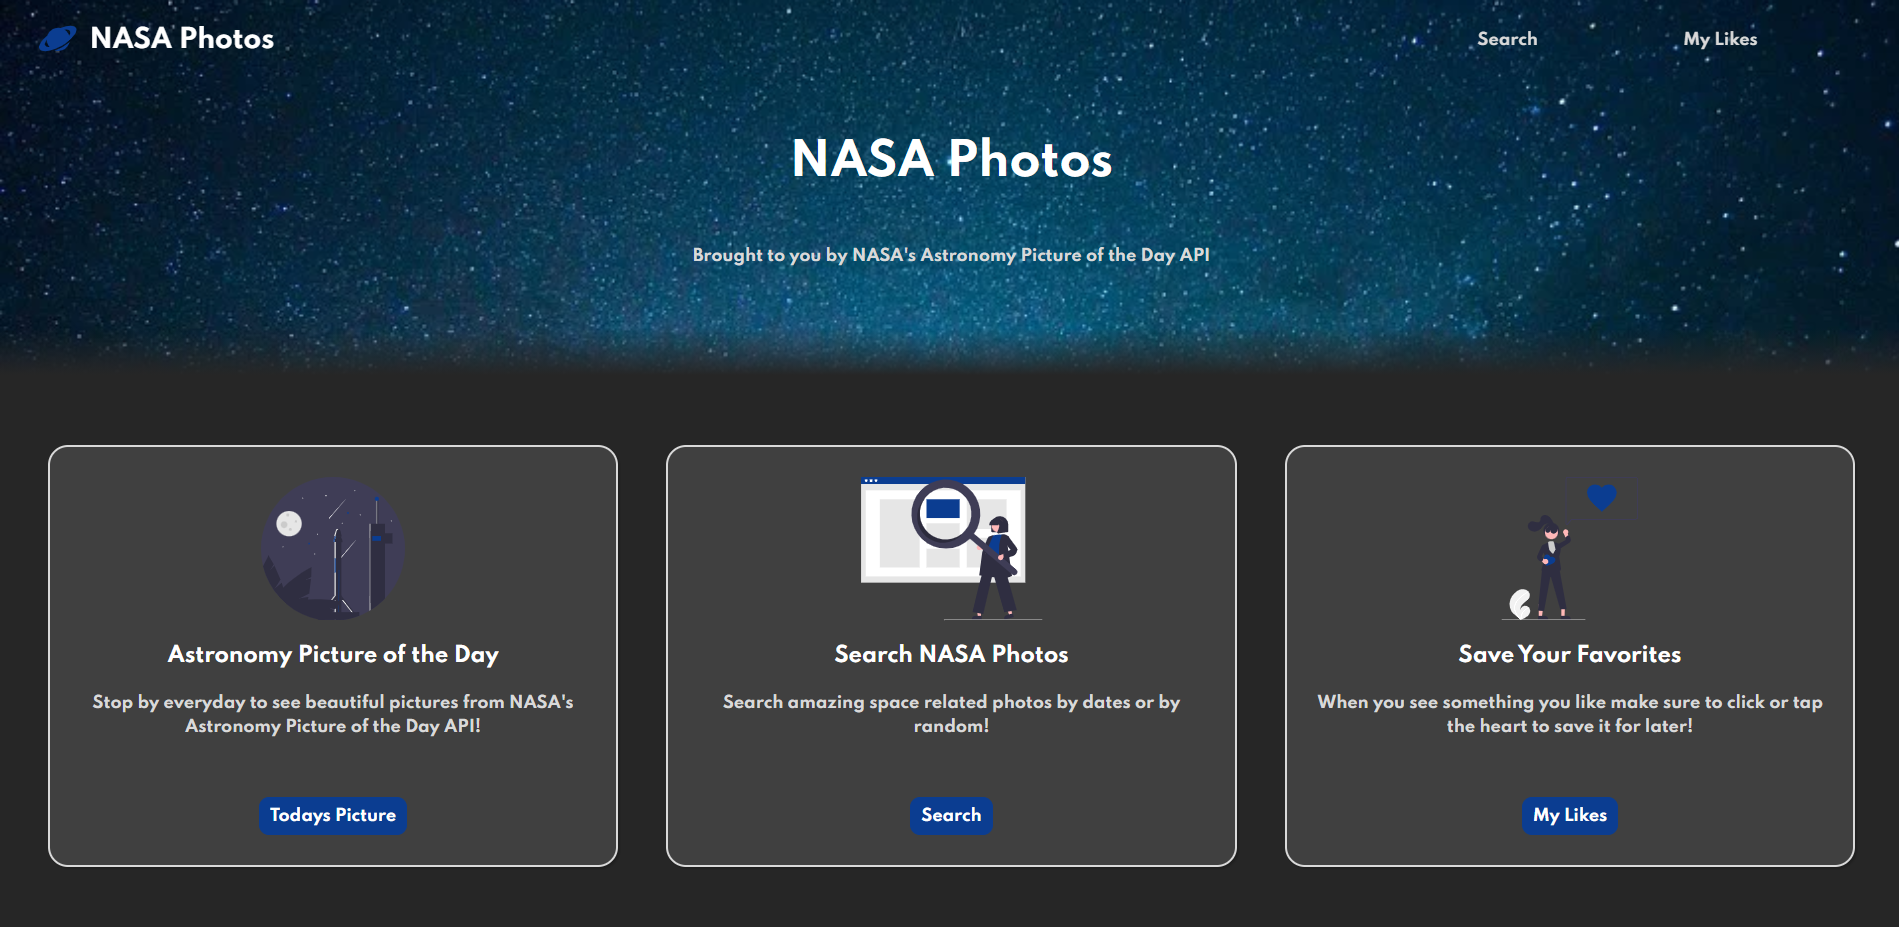 NASA Photos
Search
My Likes
NASA Photos
Brought to you by NASA's Astronomy Picture of the Day API
Astronomy Picture of the Day
Stop by everyday to see beautiful pictures from NASA's
Astronomy Picture of the Day API!
Todays Picture
Search NASA Photos
Search amazing space related photos by dates or by
random!
Search
Save Your Favorites
When you see something you like make sure to click or tap
the heart to save it for later!
My Likes